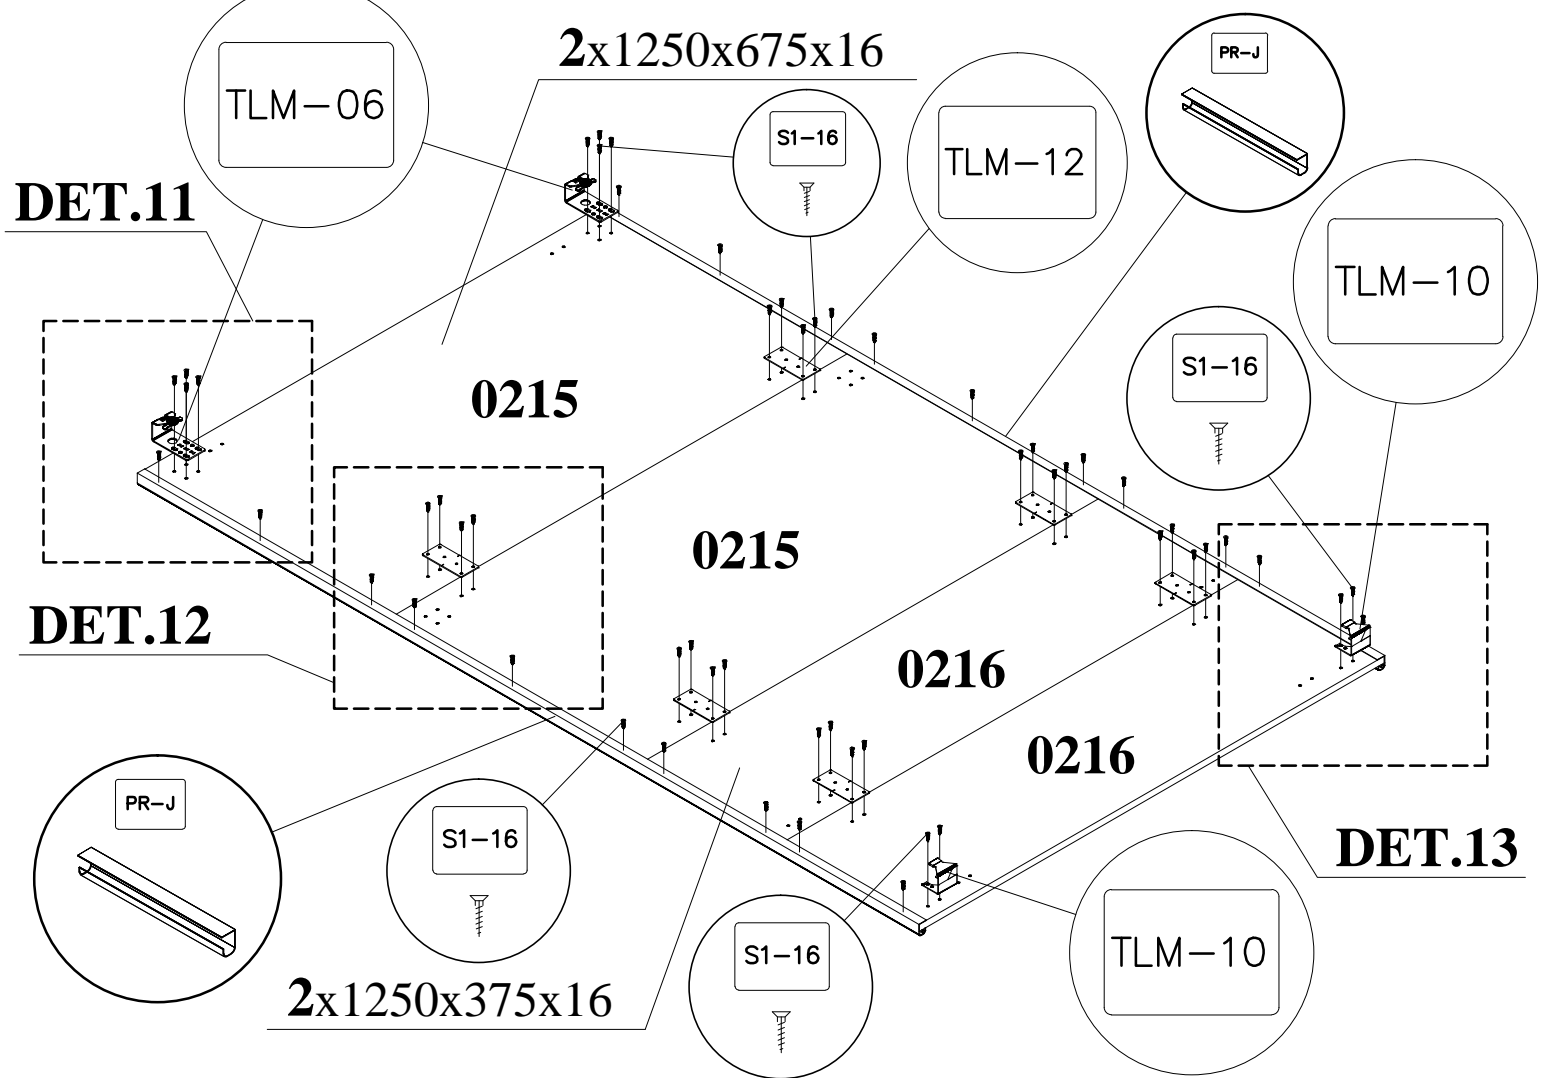 2x1250x675x16
PR-J
TLM-06
S1-16
TLM-12
DET.11
TLM-10
S1-16
0215
0215
DET.12
0216
0216
PR-J
S1-16
DET.13
S1-16
TLM-10
2x1250x375x16